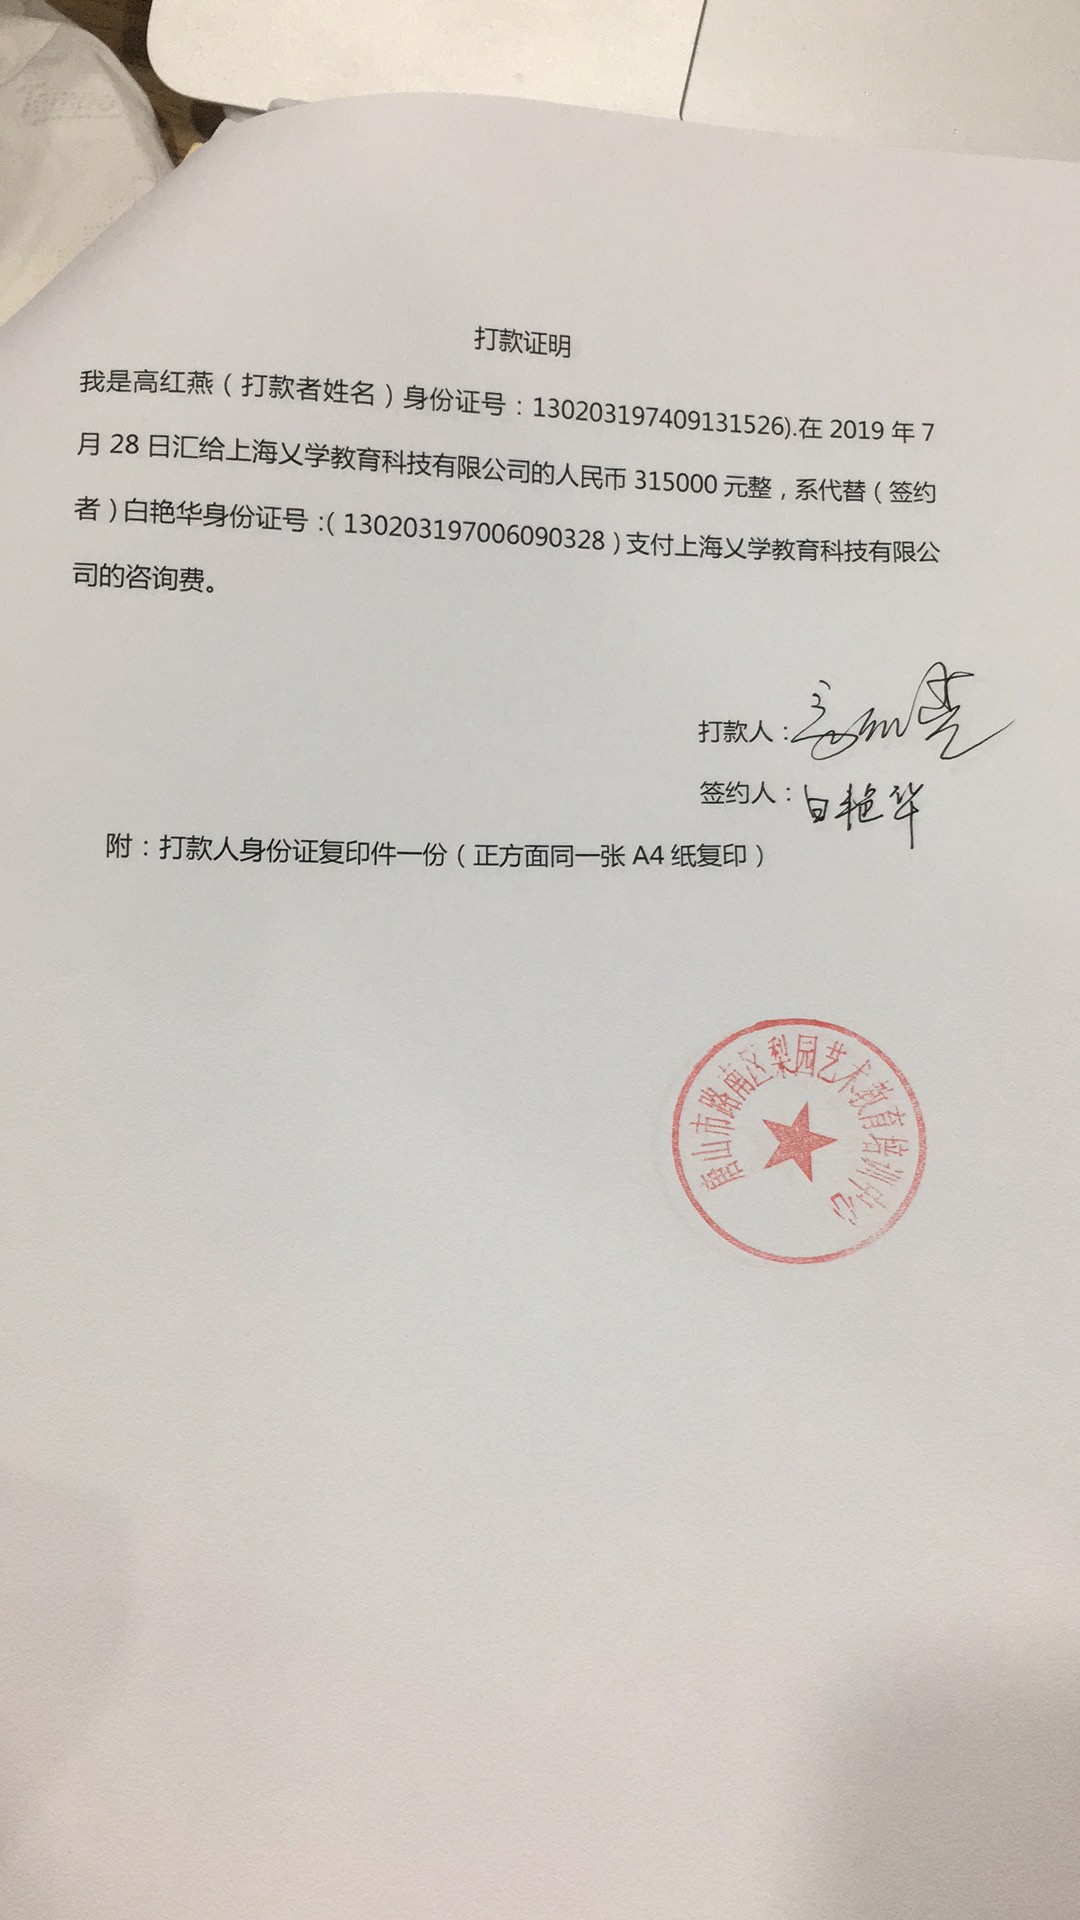 打款证明
我是高红燕（打款者姓名）身份证号：130203197409131526).在 2019 年 7
月 28 日汇给上海乂学教育科技有限公司的人民币 315000 元整，系代替（签约
者）白艳华身份证号：（130203197006090328）支付上海乂学教育科技有限公
司的咨询费。
打款人：
签约人：白艳华
附：打款人身份证复印件一份（正方面同一张 A4 纸复印）
唐山市路南区梨园艺术教育培训中心